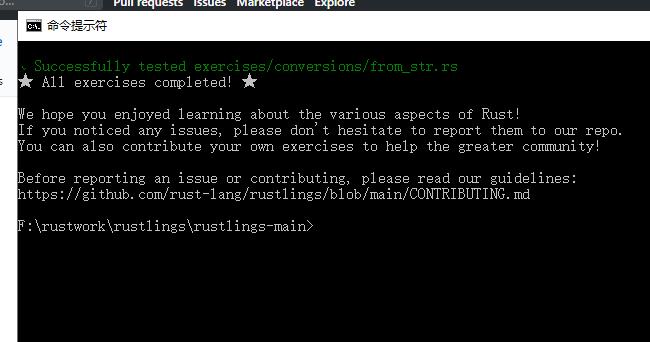 Pull requests Issues Marketplace Explore
命令提示符
Successfully tested exercises/conversions/from_str.rs
★ All exercises completed! ★
We hope you enjoyed learning about the various aspects of Rust!
If you noticed any issues, please don't hesitate to report them to our repo.
You can also contribute your own exercises to help the greater community!
Before reporting an issue or contributing, please read our guidelines:
https://github.com/rust-lang/rustlings/blob/main/CONTRIBUTING.md
F:\rustwork\rustlings\rustlings-main>